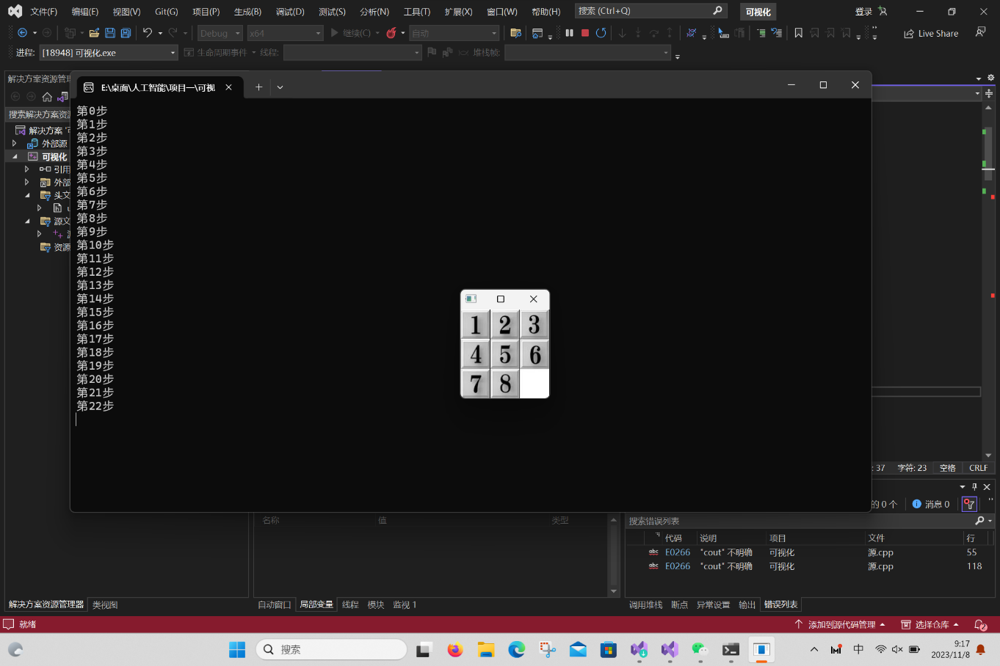 文件(F) 编辑(E) 视图(V) Git(G) 项目(P) 生成(B) 调试(D) 测试(S) 分析(N) 工具(T) 扩展(X) 窗口(W) 帮助(H) 搜索 (Ctrl+Q) 可视化 登录
Debug x64 继续(C) 自动 Live Share
进程: [18948] 可视化.exe 生命周期事件 线程: 堆栈帧:
解决方案资源管
E:\桌面\人工智能\项目一\可视
搜索解决方案资源
解决方案 '可
外部源
可视化
引用
外部
头文
源文
资源
第0步
第1步
第2步
第3步
第4步
第5步
第6步
第7步
第8步
第9步
第10步
第11步
第12步
第13步
第14步
第15步
第16步
第17步
第18步
第19步
第20步
第21步
第22步
1 2 3
4 5 6
7 8
: 37 字符: 23 空格 CRLF
的 0 个 消息 0
名称 值 类型
搜索错误列表
代码 说明 项目 文件 行
abc E0266 "cout" 不明确 可视化 源.cpp 55
abc E0266 "cout" 不明确 可视化 源.cpp 118
解决方案资源管理器 类视图
自动窗口 局部变量 线程 模块 监视 1
调用堆栈 断点 异常设置 输出 错误列表
就绪 添加到源代码管理 选择仓库 2
搜索
中
9:17
2023/11/8